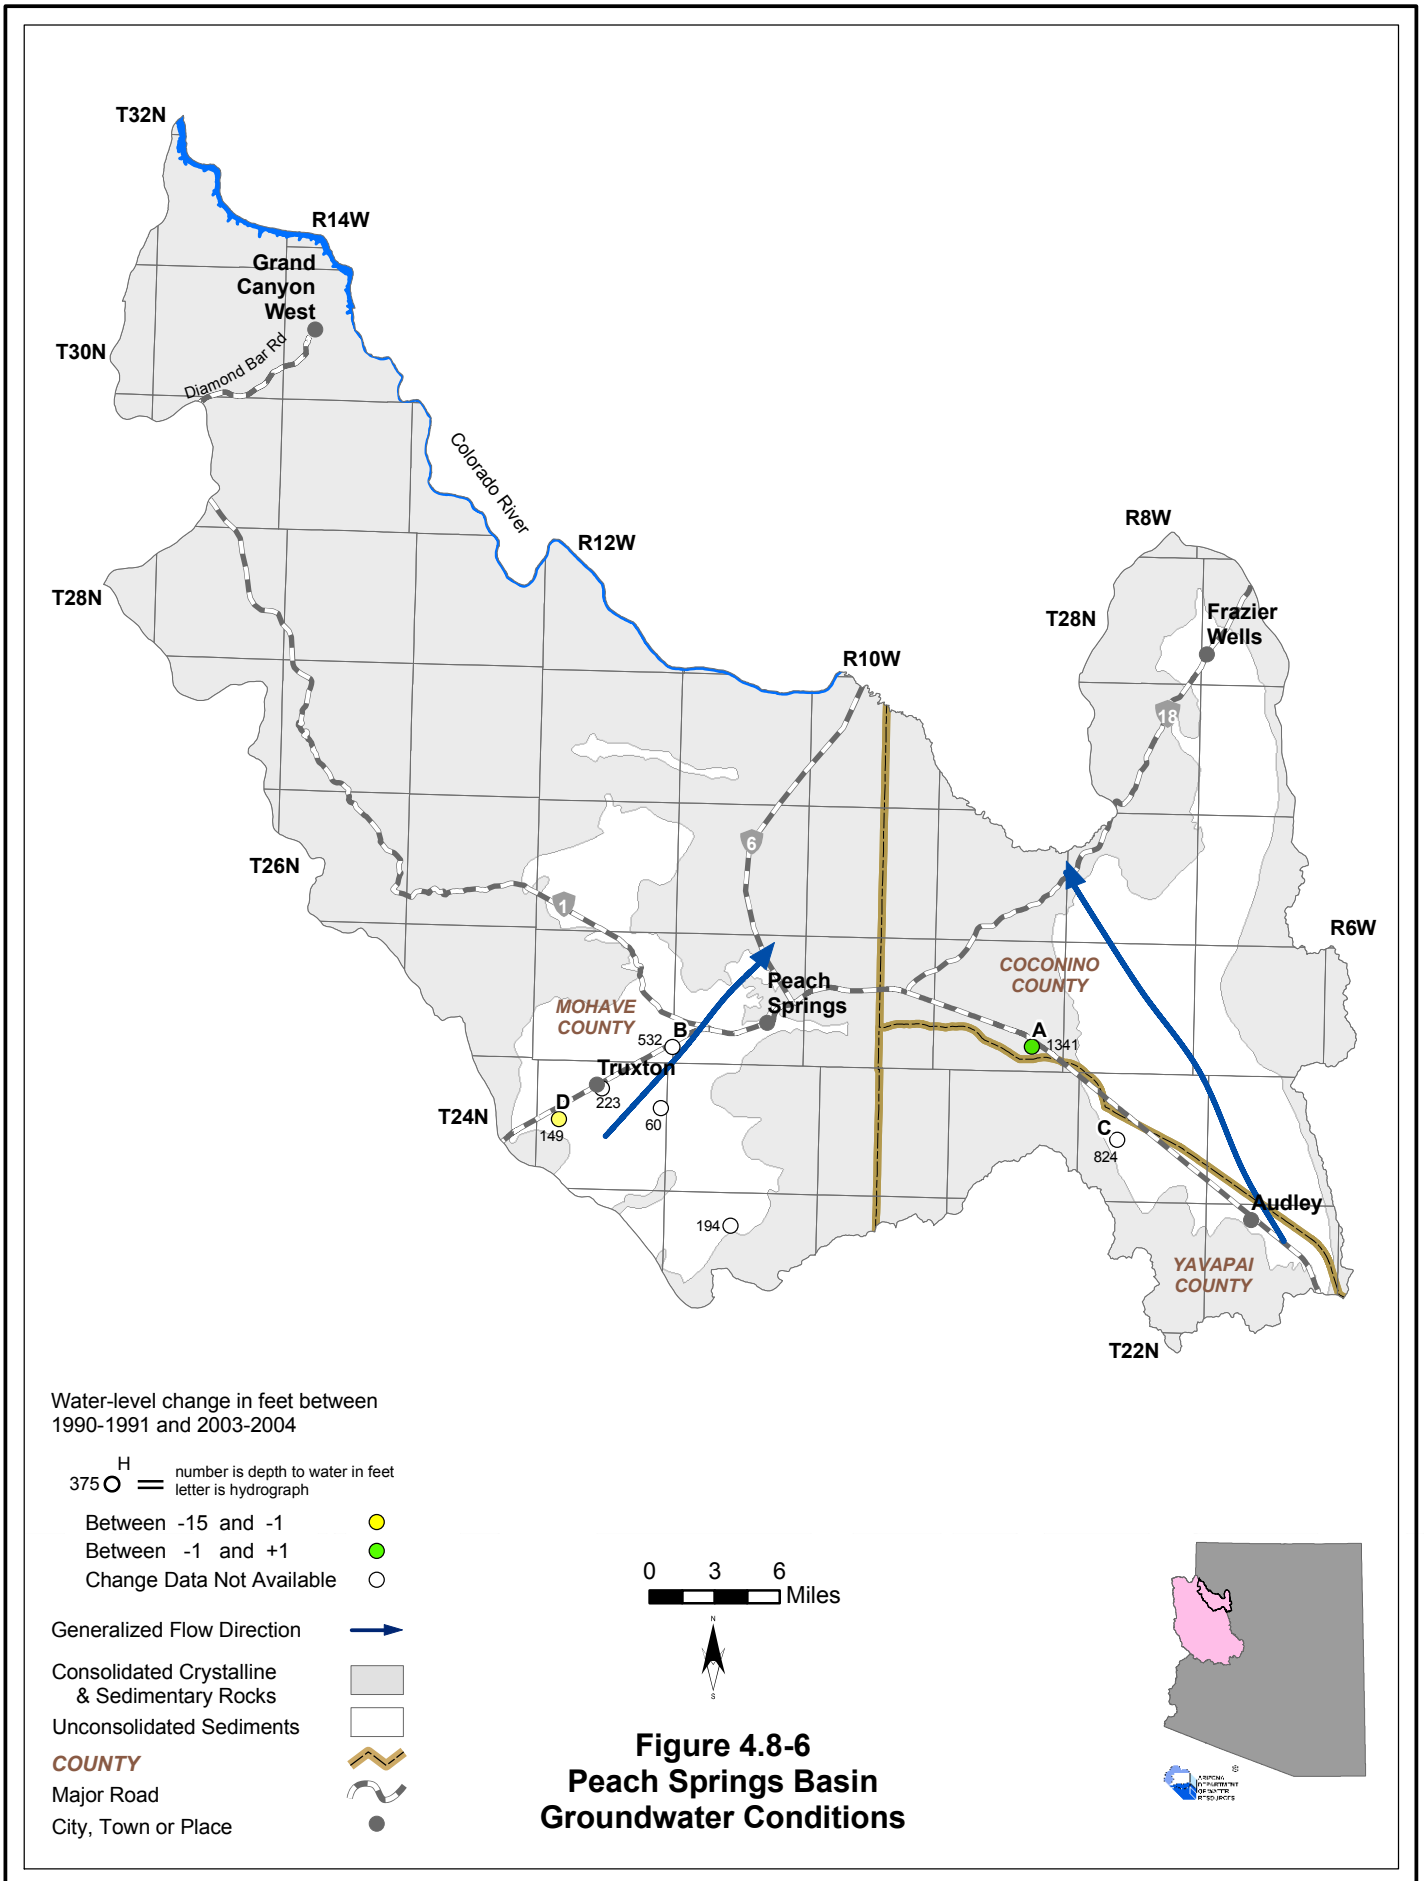 T32N
R14W
Grand
Canyon
West
T30N
Diamond Bar Rd
Colorado River
R12W
R8W
T28N
T28N
Frazier
Wells
R10W
18
6
T26N
1
R6W
COCONINO
COUNTY
Peach
Springs
MOHAVE
COUNTY
B
532
A
1341
Truxton
223
D
149
60
T24N
C
824
194
Audley
YAVAPAI
COUNTY
T22N
Water-level change in feet between
1990-1991 and 2003-2004
H
375
number is depth to water in feet
letter is hydrograph
Between -15 and -1
Between -1 and +1
Change Data Not Available
Generalized Flow Direction
Consolidated Crystalline
& Sedimentary Rocks
Unconsolidated Sediments
COUNTY
Major Road
City, Town or Place
0 3 6
Miles
N
S
Figure 4.8-6
Peach Springs Basin
Groundwater Conditions
ARIZONA
DEPARTMENT
OF WATER
RESOURCES
®